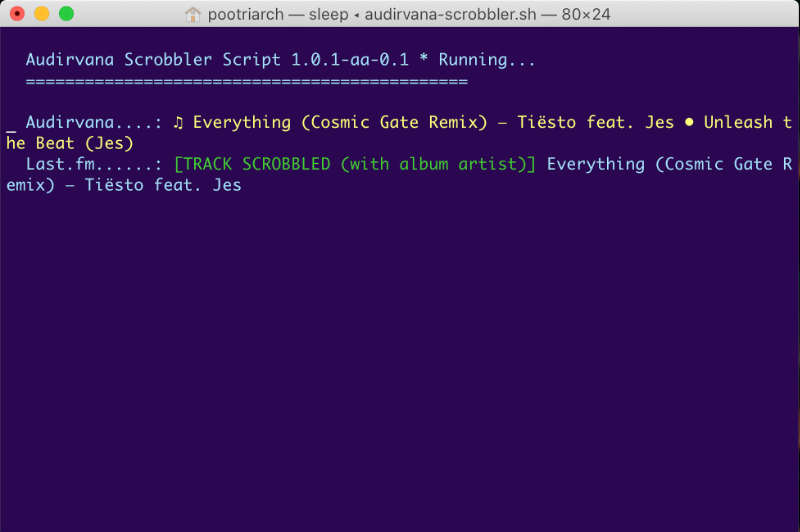 pootriarch — sleep ◂ audirvana-scrobbler.sh — 80×24
Audirvana Scrobbler Script 1.0.1-aa-0.1 * Running...
=============================================
_ Audirvana....: ♫ Everything (Cosmic Gate Remix) — Tiësto feat. Jes • Unleash t
he Beat (Jes)
Last.fm......: [TRACK SCROBBLED (with album artist)] Everything (Cosmic Gate R
emix) — Tiësto feat. Jes